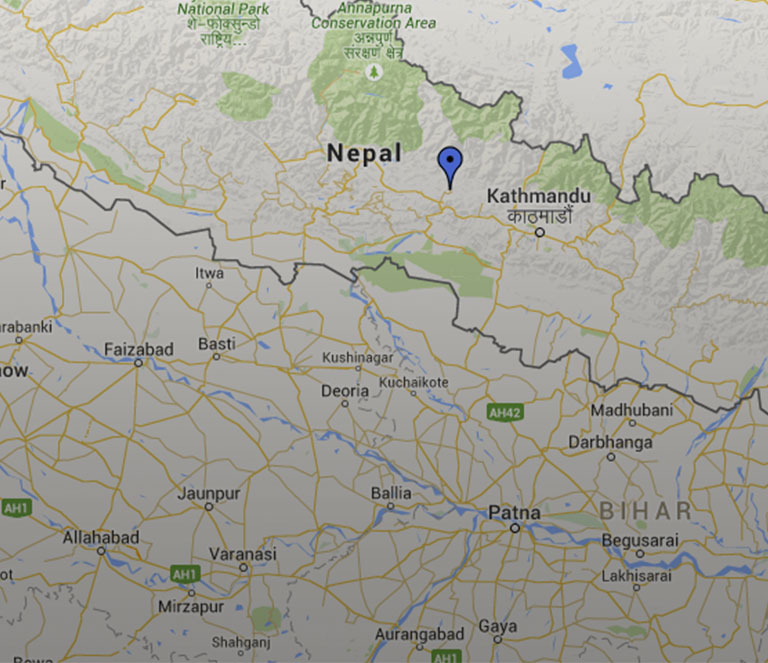 National Park
शे-फोक्सुन्डो
राष्ट्रिय...
Annapurna
Conservation Area
अन्नपूर्ण
संरक्षण क्षेत्र
Nepal
Kathmandu
काठमाडौं
Itwa
arabanki
Faizabad
Basti
Kushinagar
ow
Deoria
Kuchaikote
AH42
Madhubani
Darbhanga
Jaunpur
Ballia
AH1
Patna
BIHAR
Allahabad
Begusarai
Varanasi
AH1
Lakhisarai
ot
Mirzapur
Shahganj
Aurangabad
Gaya
AH1
Rewa